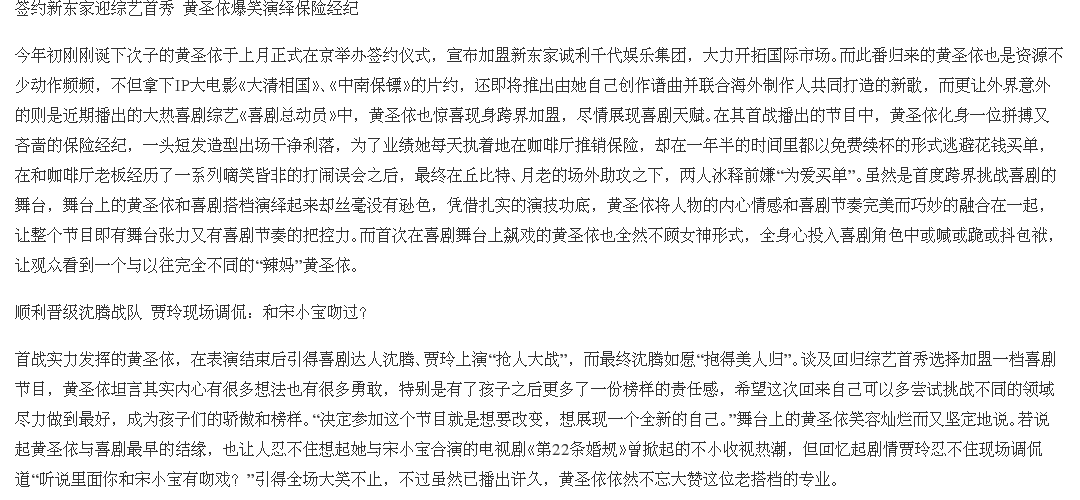 签约新东家迎综艺首秀 黄圣依爆笑演绎保险经纪
今年初刚刚诞下次子的黄圣依于上月正式在京举办签约仪式，宣布加盟新东家诚利千代娱乐集团，大力开拓国际市场。而此番归来的黄圣依也是资源不
少动作频频，不但拿下IP大电影《大清相国》、《中南保镖》的片约，还即将推出由她自己创作谱曲并联合海外制作人共同打造的新歌，而更让外界意外
的则是近期播出的大热喜剧综艺《喜剧总动员》中，黄圣依也惊喜现身跨界加盟，尽情展现喜剧天赋。在其首战播出的节目中，黄圣依化身一位拼搏又
吝啬的保险经纪，一头短发造型出场干净利落，为了业绩她每天执着地在咖啡厅推销保险，却在一年半的时间里都以免费续杯的形式逃避花钱买单，
在和咖啡厅老板经历了一系列啼笑皆非的打闹误会之后，最终在丘比特、月老的场外助攻之下，两人冰释前嫌“为爱买单”。虽然是首度跨界挑战喜剧的
舞台，舞台上的黄圣依和喜剧搭档演绎起来却丝毫没有逊色，凭借扎实的演技功底，黄圣依将人物的内心情感和喜剧节奏完美而巧妙的融合在一起，
让整个节目即有舞台张力又有喜剧节奏的把控力。而首次在喜剧舞台上飙戏的黄圣依也全然不顾女神形式，全身心投入喜剧角色中或喊或跪或抖包袱，
让观众看到一个与以往完全不同的“辣妈”黄圣依。
顺利晋级沈腾战队 贾玲现场调侃：和宋小宝吻过？
首战实力发挥的黄圣依，在表演结束后引得喜剧达人沈腾、贾玲上演“抢人大战”，而最终沈腾如愿“抱得美人归”。谈及回归综艺首秀选择加盟一档喜剧
节目，黄圣依坦言其实内心有很多想法也有很多勇敢，特别是有了孩子之后更多了一份榜样的责任感，希望这次回来自己可以多尝试挑战不同的领域
尽力做到最好，成为孩子们的骄傲和榜样。“决定参加这个节目就是想要改变，想展现一个全新的自己。”舞台上的黄圣依笑容灿烂而又坚定地说。若说
起黄圣依与喜剧最早的结缘，也让人忍不住想起她与宋小宝合演的电视剧《第22条婚规》曾掀起的不小收视热潮，但回忆起剧情贾玲忍不住现场调侃
道“听说里面你和宋小宝有吻戏？”引得全场大笑不止，不过虽然已播出许久，黄圣依依然不忘大赞这位老搭档的专业。